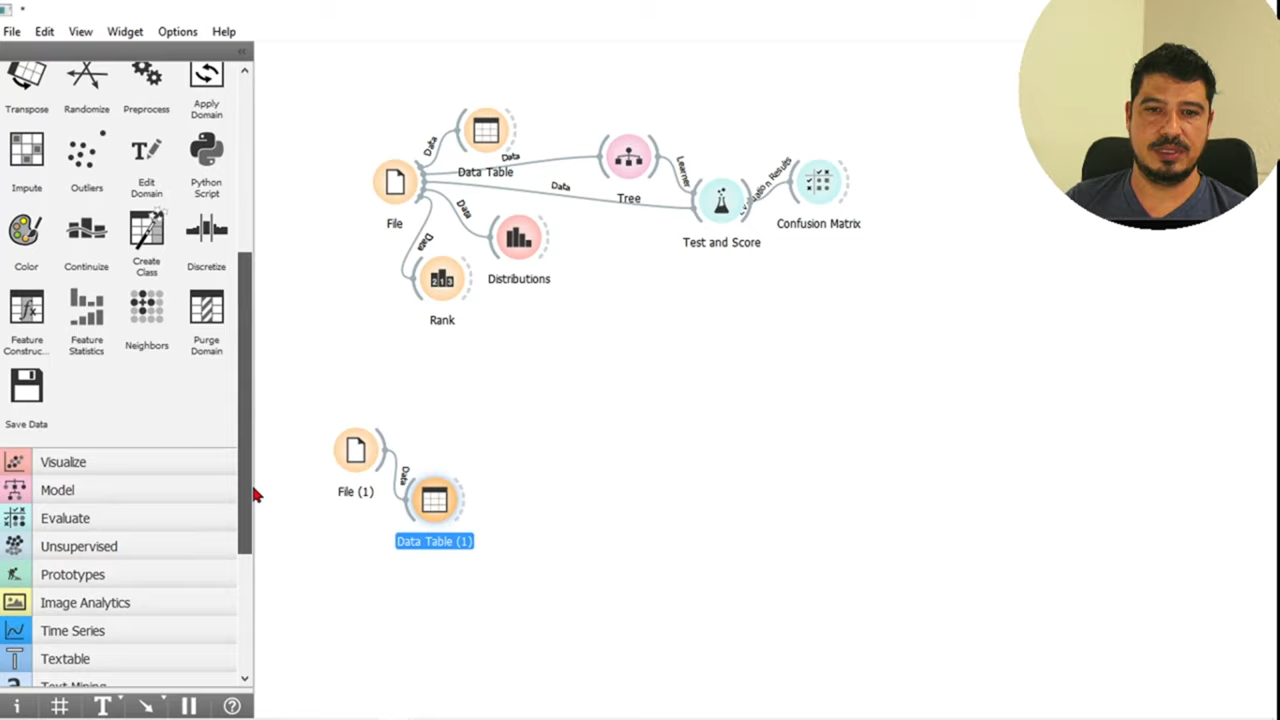 File Edit View Widget Options Help
Transpose Randomize Preprocess Apply Domain
Impute Outliers Edit Domain Python Script
Color Continuize Create Class Discretize
Feature Construc... Feature Statistics Neighbors Purge Domain
Save Data
Visualize
Model
Evaluate
Unsupervised
Prototypes
Image Analytics
Time Series
Textable
Text Mining
File
Data
Data Table
Data
Data
Data
Data
Tree
Learner
Test and Score
Confusion Matrix
Distributions
Rank
123
File (1)
Data
Data Table (1)